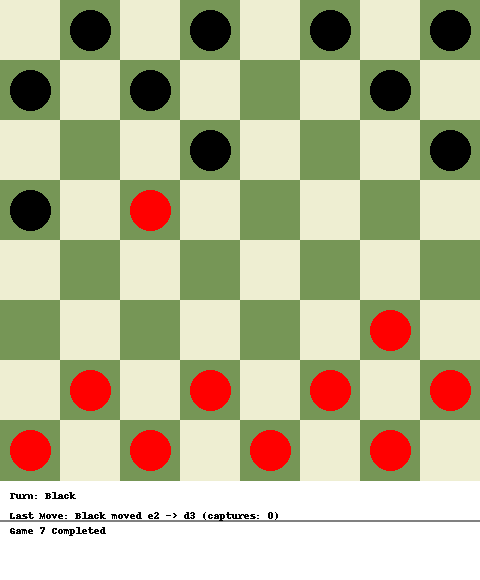 Turn: Black
Last Move: Black moved e2 -> d3 (captures: 0)
Game 7 Completed